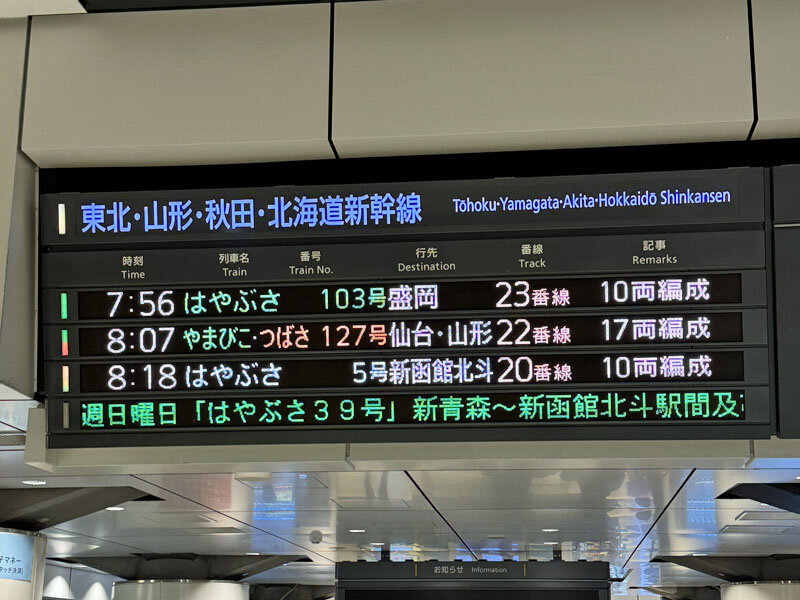 東北・山形・秋田・北海道新幹線 Tōhoku・Yamagata・Akita・Hokkaidō Shinkansen
時刻 列車名 番号 行先 番線 記事
Time Train Train No. Destination Track Remarks
7:56 はやぶさ 103号 盛岡 23番線 10両編成
8:07 やまびこ・つばさ 127号 仙台・山形 22番線 17両編成
8:18 はやぶさ 5号 新函館北斗 20番線 10両編成
週日曜日「はやぶさ39号」新青森〜新函館北斗駅間及
お知らせ Information
子マネー